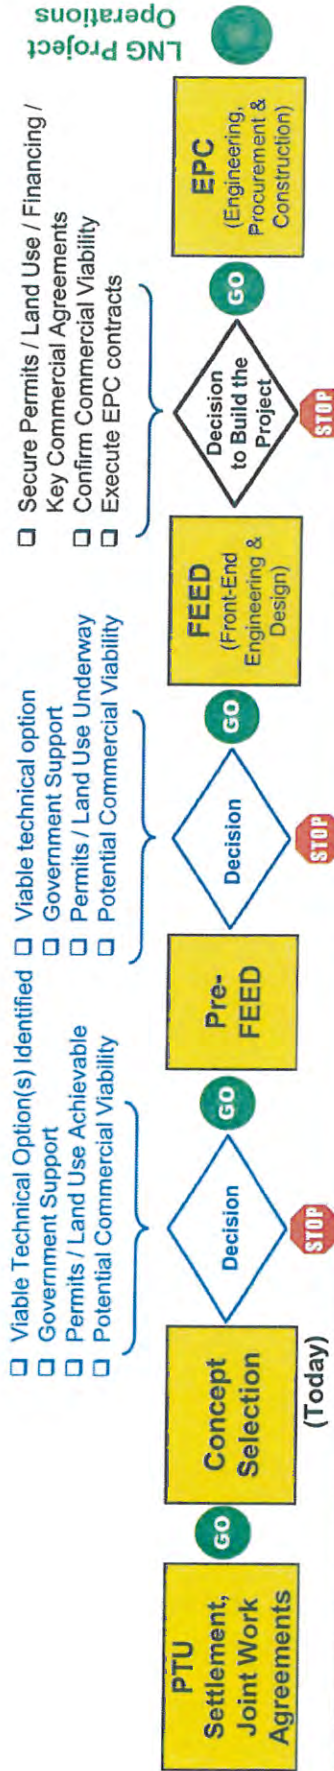 PTU
Settlement,
Joint Work
Agreements
GO
Concept
Selection
(Today)
❑ Viable Technical Option(s) Identified
❑ Government Support
❑ Permits / Land Use Achievable
❑ Potential Commercial Viability
Decision
STOP
GO
Pre-
FEED
❑ Viable technical option
❑ Government Support
❑ Permits / Land Use Underway
❑ Potential Commercial Viability
Decision
STOP
GO
FEED
(Front-End
Engineering &
Design)
❑ Secure Permits / Land Use / Financing /
Key Commercial Agreements
❑ Confirm Commercial Viability
❑ Execute EPC contracts
Decision
to Build the
Project
STOP
GO
EPC
(Engineering,
Procurement &
Construction)
LNG Project
Operations